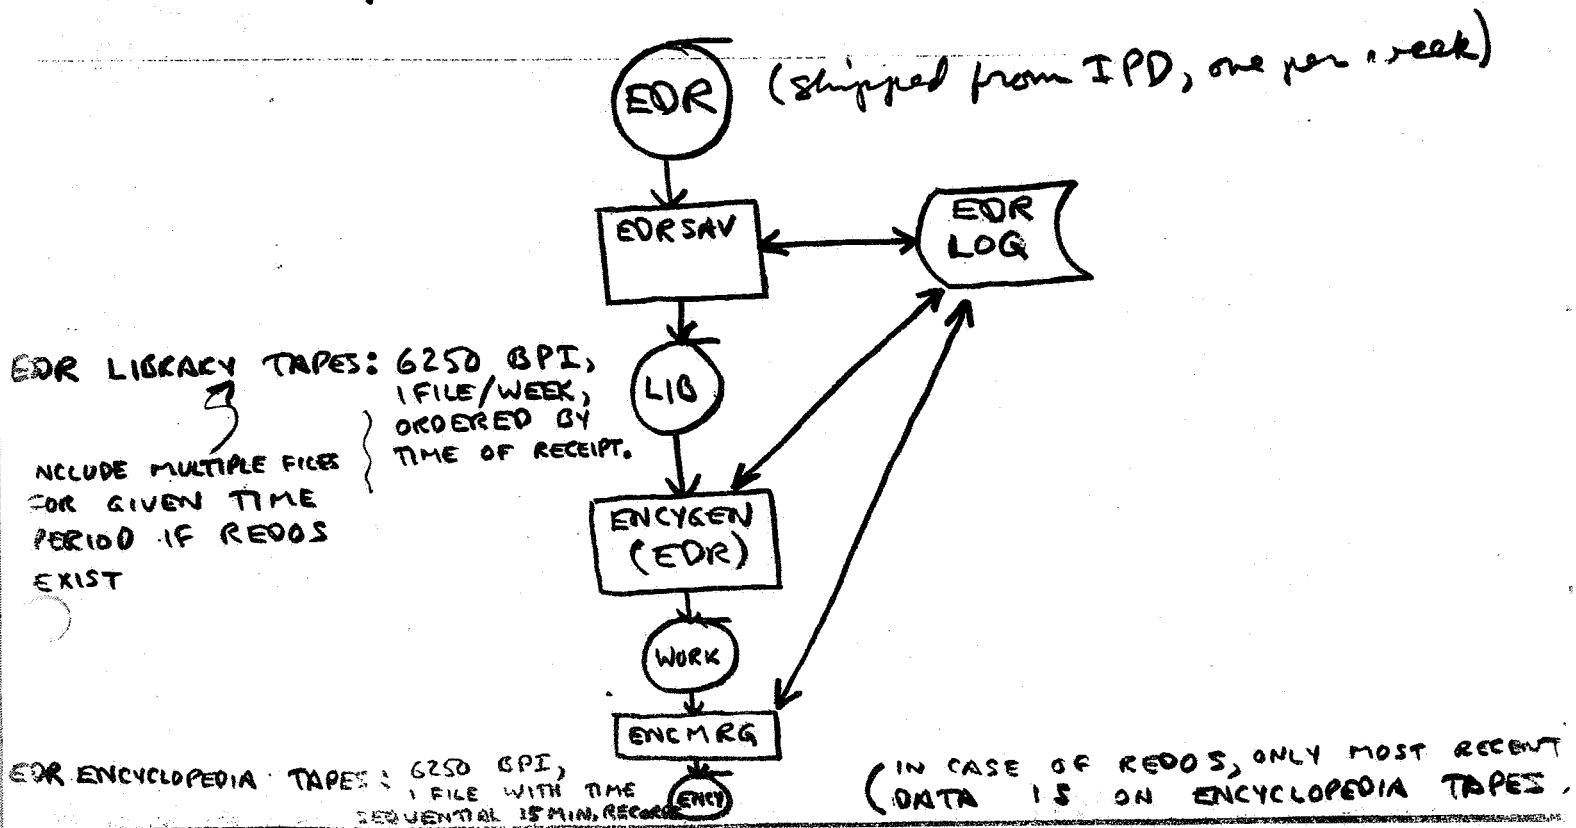 EDR
(shipped from IPD, one per week)
EDRSAV
EDR
LOG
EDR LIBRARY TAPES: 6250 BPI,
1 FILE/WEEK,
ORDERED BY
TIME OF RECEIPT.
LIB
NCLUDE MULTIPLE FILES
FOR GIVEN TIME
PERIOD IF REDOS
EXIST
ENCYGEN
(EDR)
WORK
ENCMRG
EDR ENCYCLOPEDIA TAPES: 6250 BPI,
1 FILE WITH TIME
SEQUENTIAL 15 MIN. RECORDS
ENCY
(IN CASE OF REDOS, ONLY MOST RECENT
DATA IS ON ENCYCLOPEDIA TAPES.